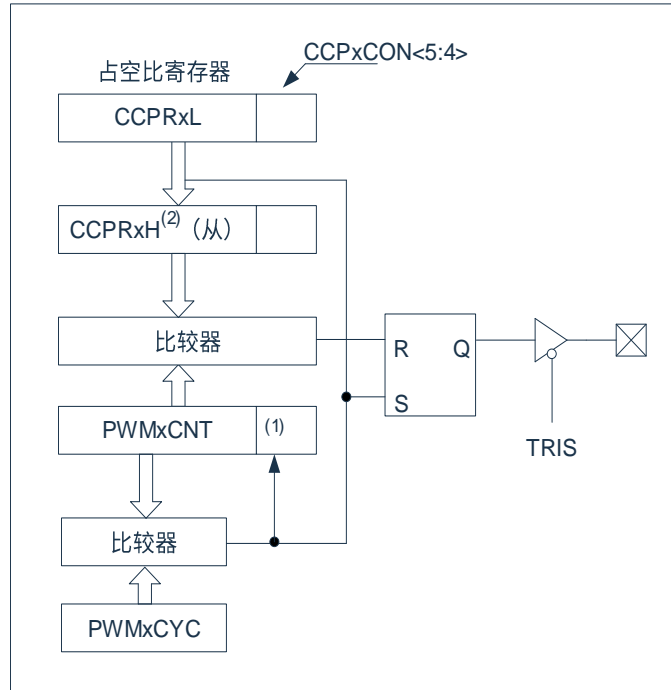 CCPxCON<5:4>
占空比寄存器
CCPRxL
CCPRxH(2)（从）
比较器
R
Q
S
PWMxCNT
(1)
TRIS
比较器
PWMxCYC